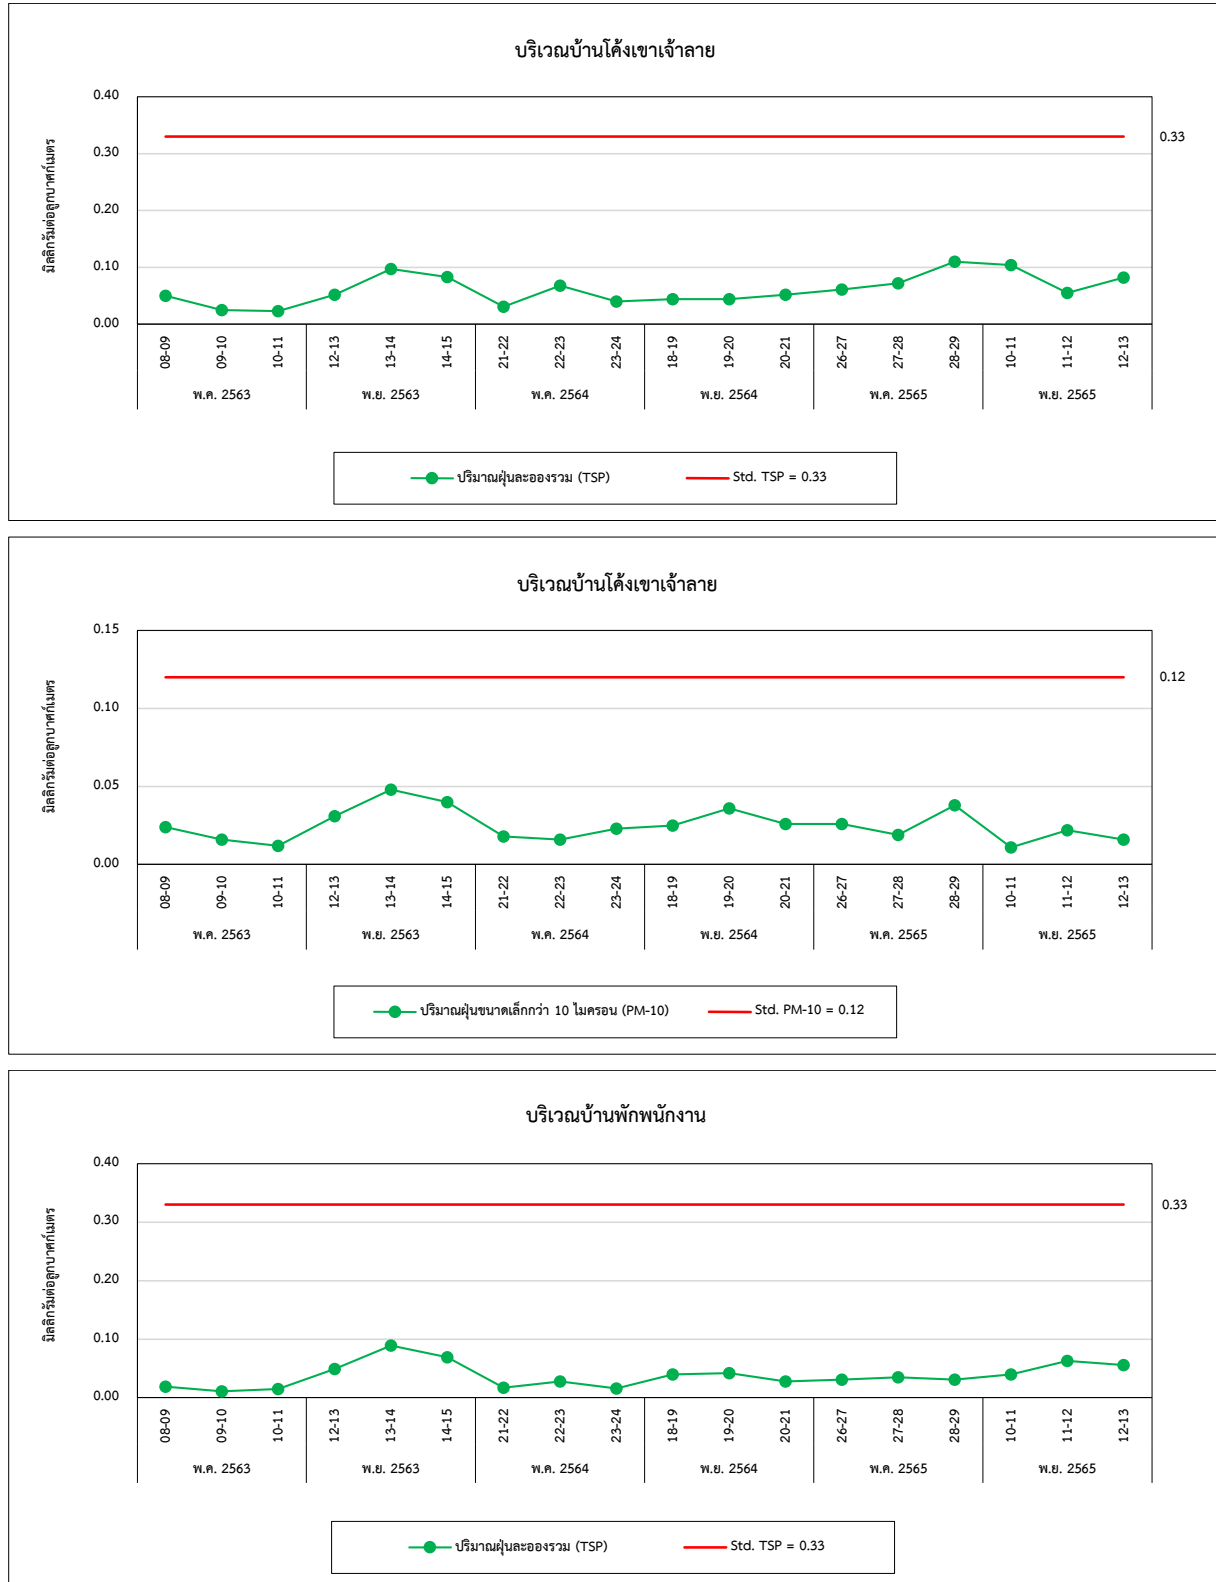 บริเวณบ้านโค้งเขาเจ้าลาย
มิลลิกรัมต่อลูกบาศก์เมตร
0.40
0.30
0.20
0.10
0.00
0.33
08-09 09-10 10-11 12-13 13-14 14-15 21-22 22-23 23-24 18-19 19-20 20-21 26-27 27-28 28-29 10-11 11-12 12-13
พ.ค. 2563 พ.ย. 2563 พ.ค. 2564 พ.ย. 2564 พ.ค. 2565 พ.ย. 2565
ปริมาณฝุ่นละอองรวม (TSP) Std. TSP = 0.33
บริเวณบ้านโค้งเขาเจ้าลาย
มิลลิกรัมต่อลูกบาศก์เมตร
0.15
0.10
0.05
0.00
0.12
08-09 09-10 10-11 12-13 13-14 14-15 21-22 22-23 23-24 18-19 19-20 20-21 26-27 27-28 28-29 10-11 11-12 12-13
พ.ค. 2563 พ.ย. 2563 พ.ค. 2564 พ.ย. 2564 พ.ค. 2565 พ.ย. 2565
ปริมาณฝุ่นขนาดเล็กกว่า 10 ไมครอน (PM-10) Std. PM-10 = 0.12
บริเวณบ้านพักพนักงาน
มิลลิกรัมต่อลูกบาศก์เมตร
0.40
0.30
0.20
0.10
0.00
0.33
08-09 09-10 10-11 12-13 13-14 14-15 21-22 22-23 23-24 18-19 19-20 20-21 26-27 27-28 28-29 10-11 11-12 12-13
พ.ค. 2563 พ.ย. 2563 พ.ค. 2564 พ.ย. 2564 พ.ค. 2565 พ.ย. 2565
ปริมาณฝุ่นละอองรวม (TSP) Std. TSP = 0.33